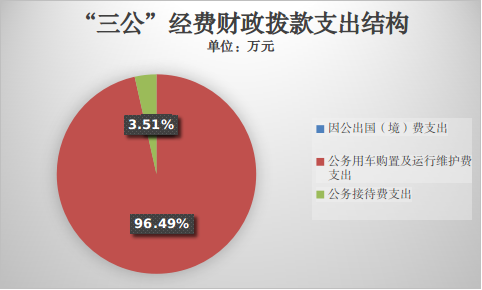 “三公”经费财政拨款支出结构
单位：万元
3.51%
96.49%
因公出国（境）费支出
公务用车购置及运行维护费
支出
公务接待费支出